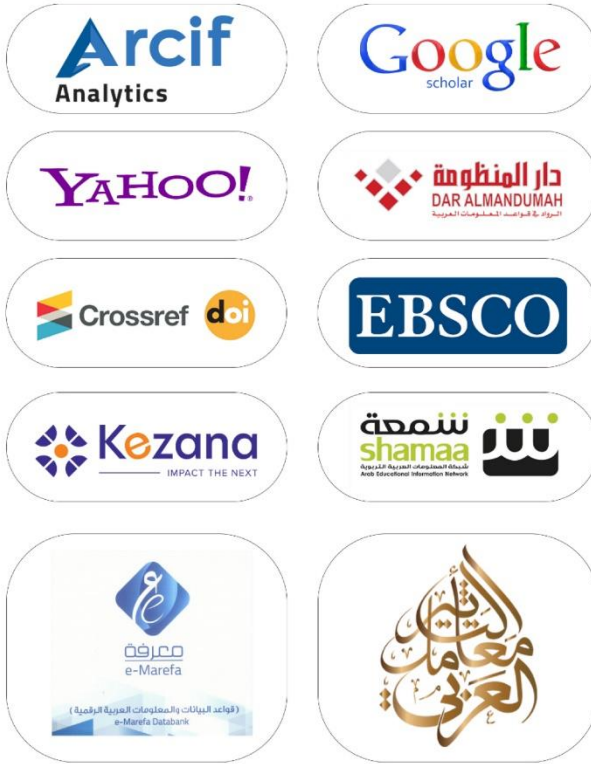 Arcif
Analytics
Google
scholar
YAHOO!
دار المنظومة
DAR ALMANDUMAH
الرواد في قواعد المعلومات العربية
Crossref doi
EBSCO
Kezana
IMPACT THE NEXT
شمعة
shamaa
شبكة المعلومات العربية التربوية
Arab Educational Information Network
معرفة
e-Marefa
( قواعد البيانات والمعلومات العربية الرقمية )
e-Marefa Databank
معامل التأثير العربي